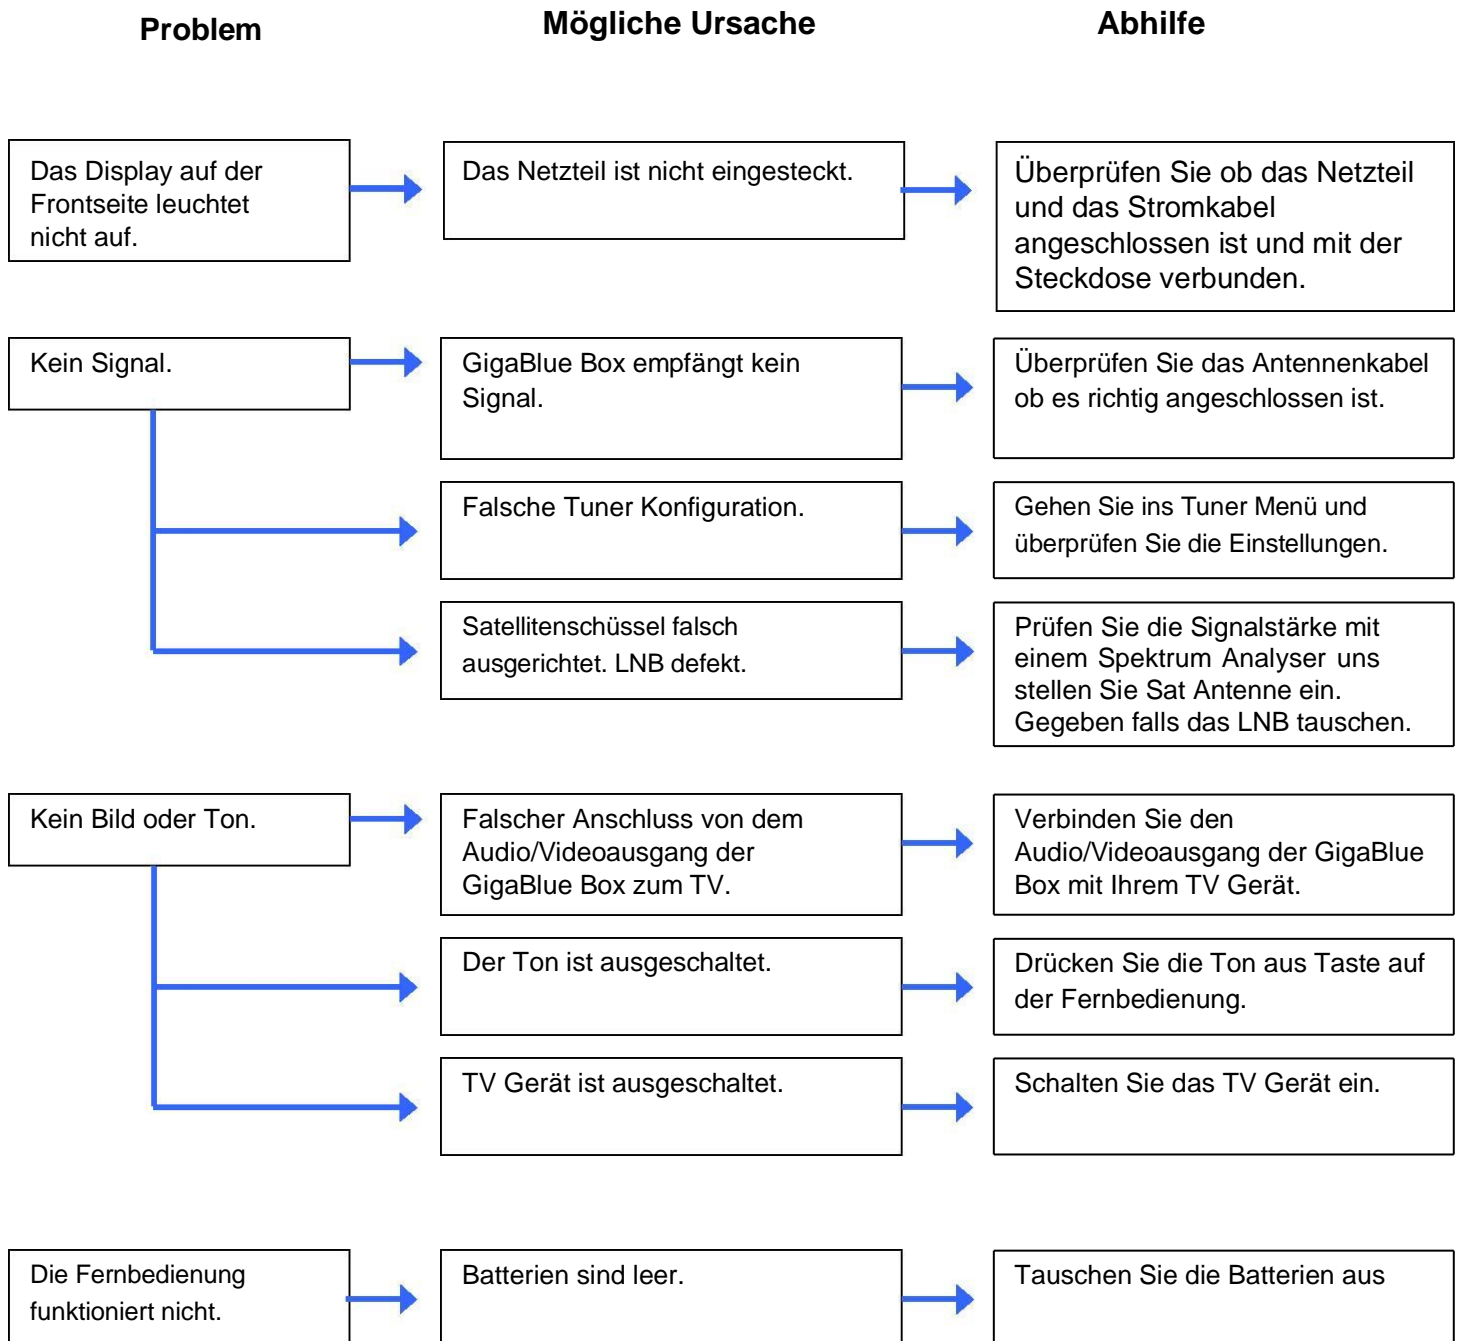 Problem
Mögliche Ursache
Abhilfe
Das Display auf der
Frontseite leuchtet
nicht auf.
Das Netzteil ist nicht eingesteckt.
Überprüfen Sie ob das Netzteil
und das Stromkabel
angeschlossen ist und mit der
Steckdose verbunden.
Kein Signal.
GigaBlue Box empfängt kein
Signal.
Überprüfen Sie das Antennenkabel
ob es richtig angeschlossen ist.
Falsche Tuner Konfiguration.
Gehen Sie ins Tuner Menü und
überprüfen Sie die Einstellungen.
Satellitenschüssel falsch
ausgerichtet. LNB defekt.
Prüfen Sie die Signalstärke mit
einem Spektrum Analyser uns
stellen Sie Sat Antenne ein.
Gegeben falls das LNB tauschen.
Kein Bild oder Ton.
Falscher Anschluss von dem
Audio/Videoausgang der
GigaBlue Box zum TV.
Verbinden Sie den
Audio/Videoausgang der GigaBlue
Box mit Ihrem TV Gerät.
Der Ton ist ausgeschaltet.
Drücken Sie die Ton aus Taste auf
der Fernbedienung.
TV Gerät ist ausgeschaltet.
Schalten Sie das TV Gerät ein.
Die Fernbedienung
funktioniert nicht.
Batterien sind leer.
Tauschen Sie die Batterien aus